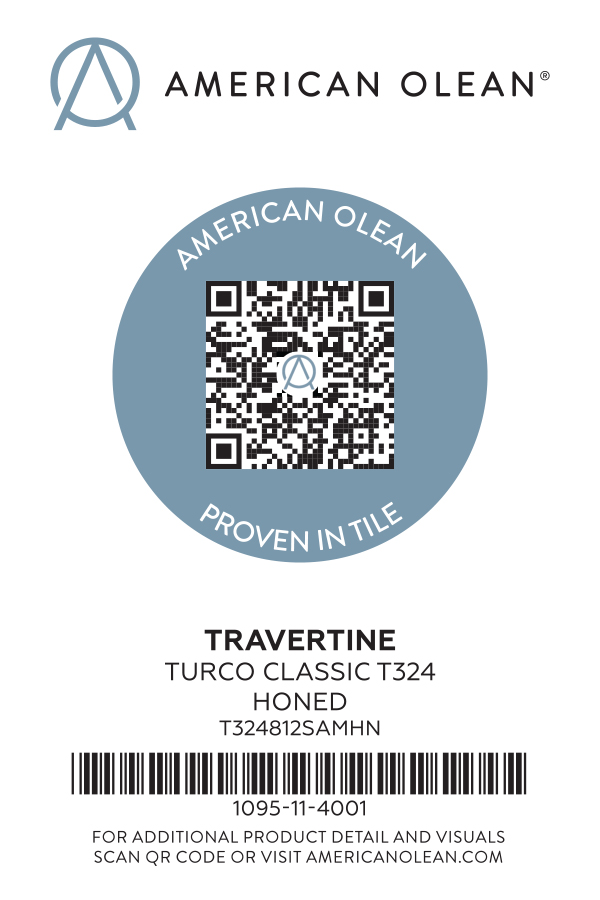 AMERICAN OLEAN®
AMERICAN OLEAN
PROVEN IN TILE
TRAVERTINE
TURCO CLASSIC T324
HONED
T324812SAMHN
1095-11-4001
FOR ADDITIONAL PRODUCT DETAIL AND VISUALS
SCAN QR CODE OR VISIT AMERICANOLEAN.COM